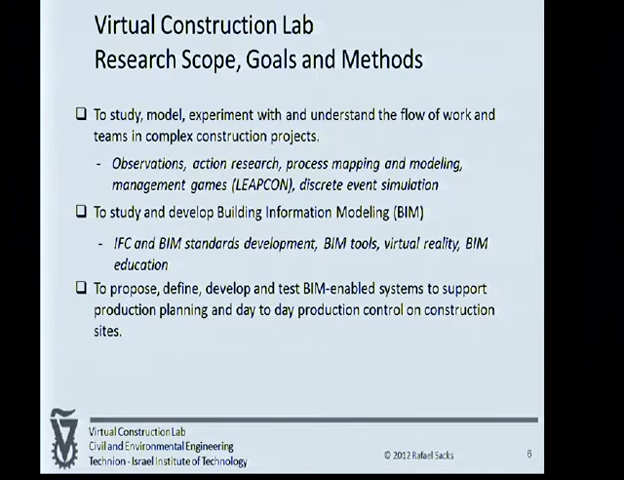 Virtual Construction Lab
Research Scope, Goals and Methods
❑ To study, model, experiment with and understand the flow of work and
teams in complex construction projects.
- Observations, action research, process mapping and modeling,
management games (LEAPCON), discrete event simulation
❑ To study and develop Building Information Modeling (BIM)
- IFC and BIM standards development, BIM tools, virtual reality, BIM
education
❑ To propose, define, develop and test BIM-enabled systems to support
production planning and day to day production control on construction
sites.
Virtual Construction Lab
Civil and Environmental Engineering
Technion - Israel Institute of Technology
© 2012 Rafael Sacks
6